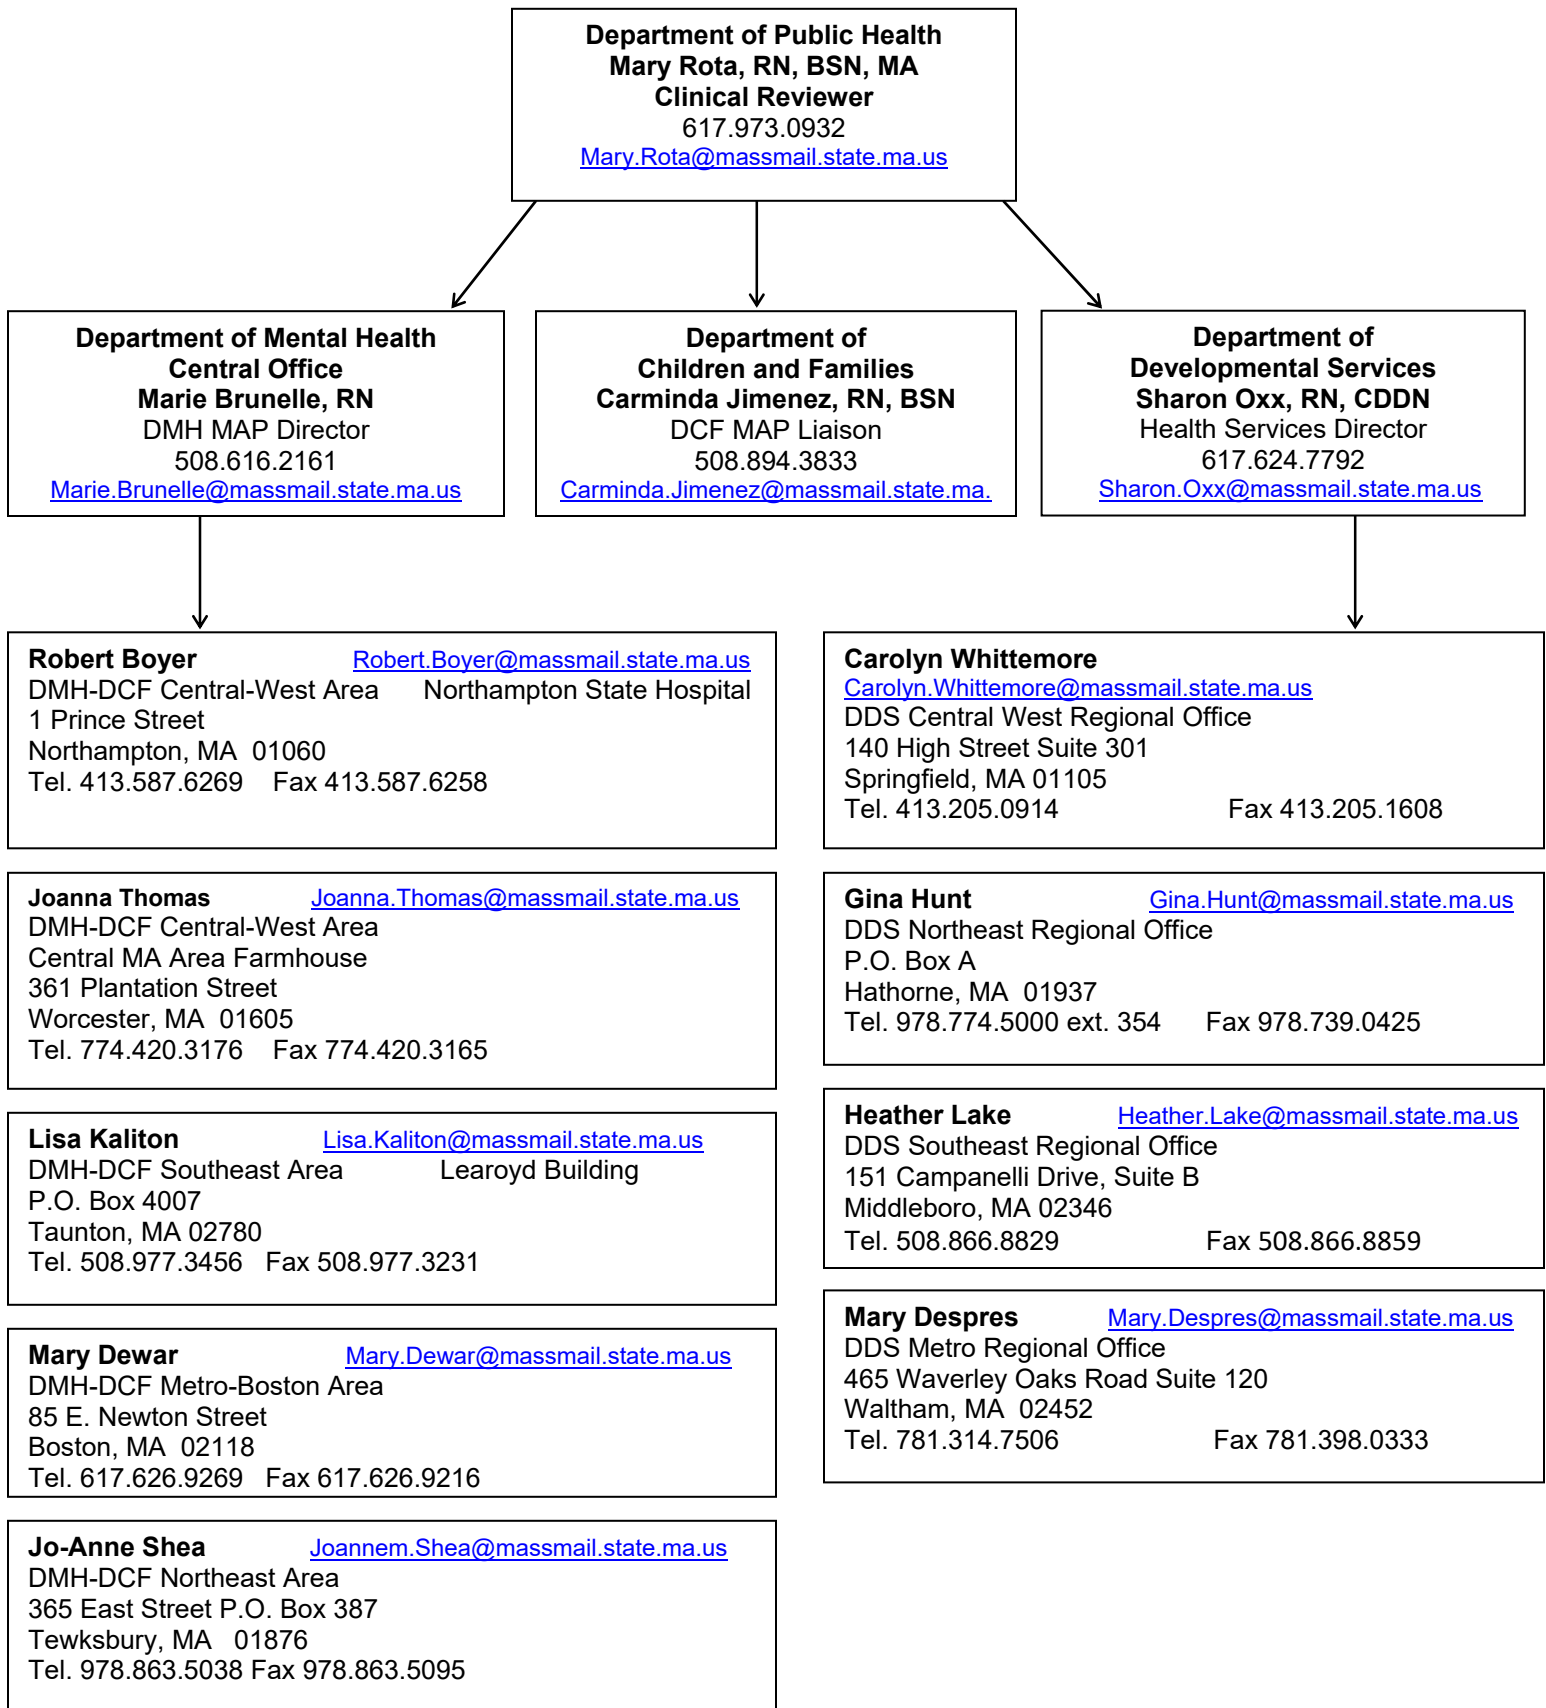 Department of Public Health
Mary Rota, RN, BSN, MA
Clinical Reviewer
617.973.0932
Mary.Rota@massmail.state.ma.us
Department of Mental Health
Central Office
Marie Brunelle, RN
DMH MAP Director
508.616.2161
Marie.Brunelle@massmail.state.ma.us
Department of
Children and Families
Carminda Jimenez, RN, BSN
DCF MAP Liaison
508.894.3833
Carminda.Jimenez@massmail.state.ma.
Department of
Developmental Services
Sharon Oxx, RN, CDDN
Health Services Director
617.624.7792
Sharon.Oxx@massmail.state.ma.us
Robert Boyer Robert.Boyer@massmail.state.ma.us
DMH-DCF Central-West Area Northampton State Hospital
1 Prince Street
Northampton, MA 01060
Tel. 413.587.6269 Fax 413.587.6258
Joanna Thomas Joanna.Thomas@massmail.state.ma.us
DMH-DCF Central-West Area
Central MA Area Farmhouse
361 Plantation Street
Worcester, MA 01605
Tel. 774.420.3176 Fax 774.420.3165
Lisa Kaliton Lisa.Kaliton@massmail.state.ma.us
DMH-DCF Southeast Area Learoyd Building
P.O. Box 4007
Taunton, MA 02780
Tel. 508.977.3456 Fax 508.977.3231
Mary Dewar Mary.Dewar@massmail.state.ma.us
DMH-DCF Metro-Boston Area
85 E. Newton Street
Boston, MA 02118
Tel. 617.626.9269 Fax 617.626.9216
Jo-Anne Shea Joannem.Shea@massmail.state.ma.us
DMH-DCF Northeast Area
365 East Street P.O. Box 387
Tewksbury, MA 01876
Tel. 978.863.5038 Fax 978.863.5095
Carolyn Whittemore
Carolyn.Whittemore@massmail.state.ma.us
DDS Central West Regional Office
140 High Street Suite 301
Springfield, MA 01105
Tel. 413.205.0914 Fax 413.205.1608
Gina Hunt Gina.Hunt@massmail.state.ma.us
DDS Northeast Regional Office
P.O. Box A
Hathorne, MA 01937
Tel. 978.774.5000 ext. 354 Fax 978.739.0425
Heather Lake Heather.Lake@massmail.state.ma.us
DDS Southeast Regional Office
151 Campanelli Drive, Suite B
Middleboro, MA 02346
Tel. 508.866.8829 Fax 508.866.8859
Mary Despres Mary.Despres@massmail.state.ma.us
DDS Metro Regional Office
465 Waverley Oaks Road Suite 120
Waltham, MA 02452
Tel. 781.314.7506 Fax 781.398.0333